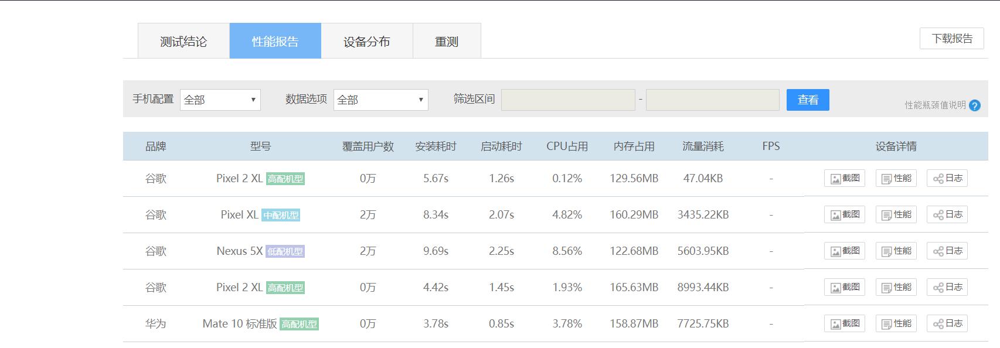 测试结论 性能报告 设备分布 重测 下载报告
手机配置 全部 数据选项 全部 筛选区间 - 查看 性能瓶颈值说明 ?
品牌 型号 覆盖用户数 安装耗时 启动耗时 CPU占用 内存占用 流量消耗 FPS 设备详情
谷歌 Pixel 2 XL 高配机型 0万 5.67s 1.26s 0.12% 129.56MB 47.04KB - 截图 性能 日志
谷歌 Pixel XL 中配机型 2万 8.34s 2.07s 4.82% 160.29MB 3435.22KB - 截图 性能 日志
谷歌 Nexus 5X 低配机型 2万 9.69s 2.25s 8.56% 122.68MB 5603.95KB - 截图 性能 日志
谷歌 Pixel 2 XL 高配机型 0万 4.42s 1.45s 1.93% 165.63MB 8993.44KB - 截图 性能 日志
华为 Mate 10 标准版 高配机型 0万 3.78s 0.85s 3.78% 158.87MB 7725.75KB - 截图 性能 日志